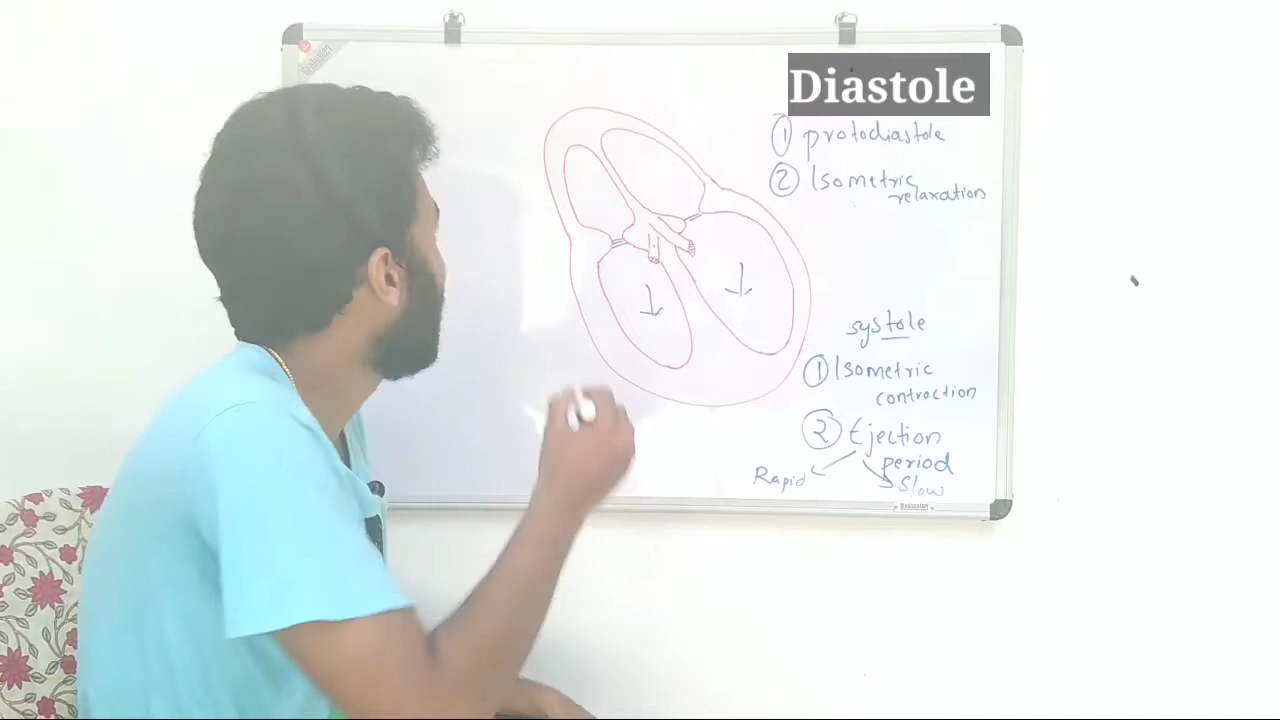 Diastole
① protodiastole
② Isometric
relaxation
systole
① Isometric
contraction
② Ejection
period
Rapid
Slow